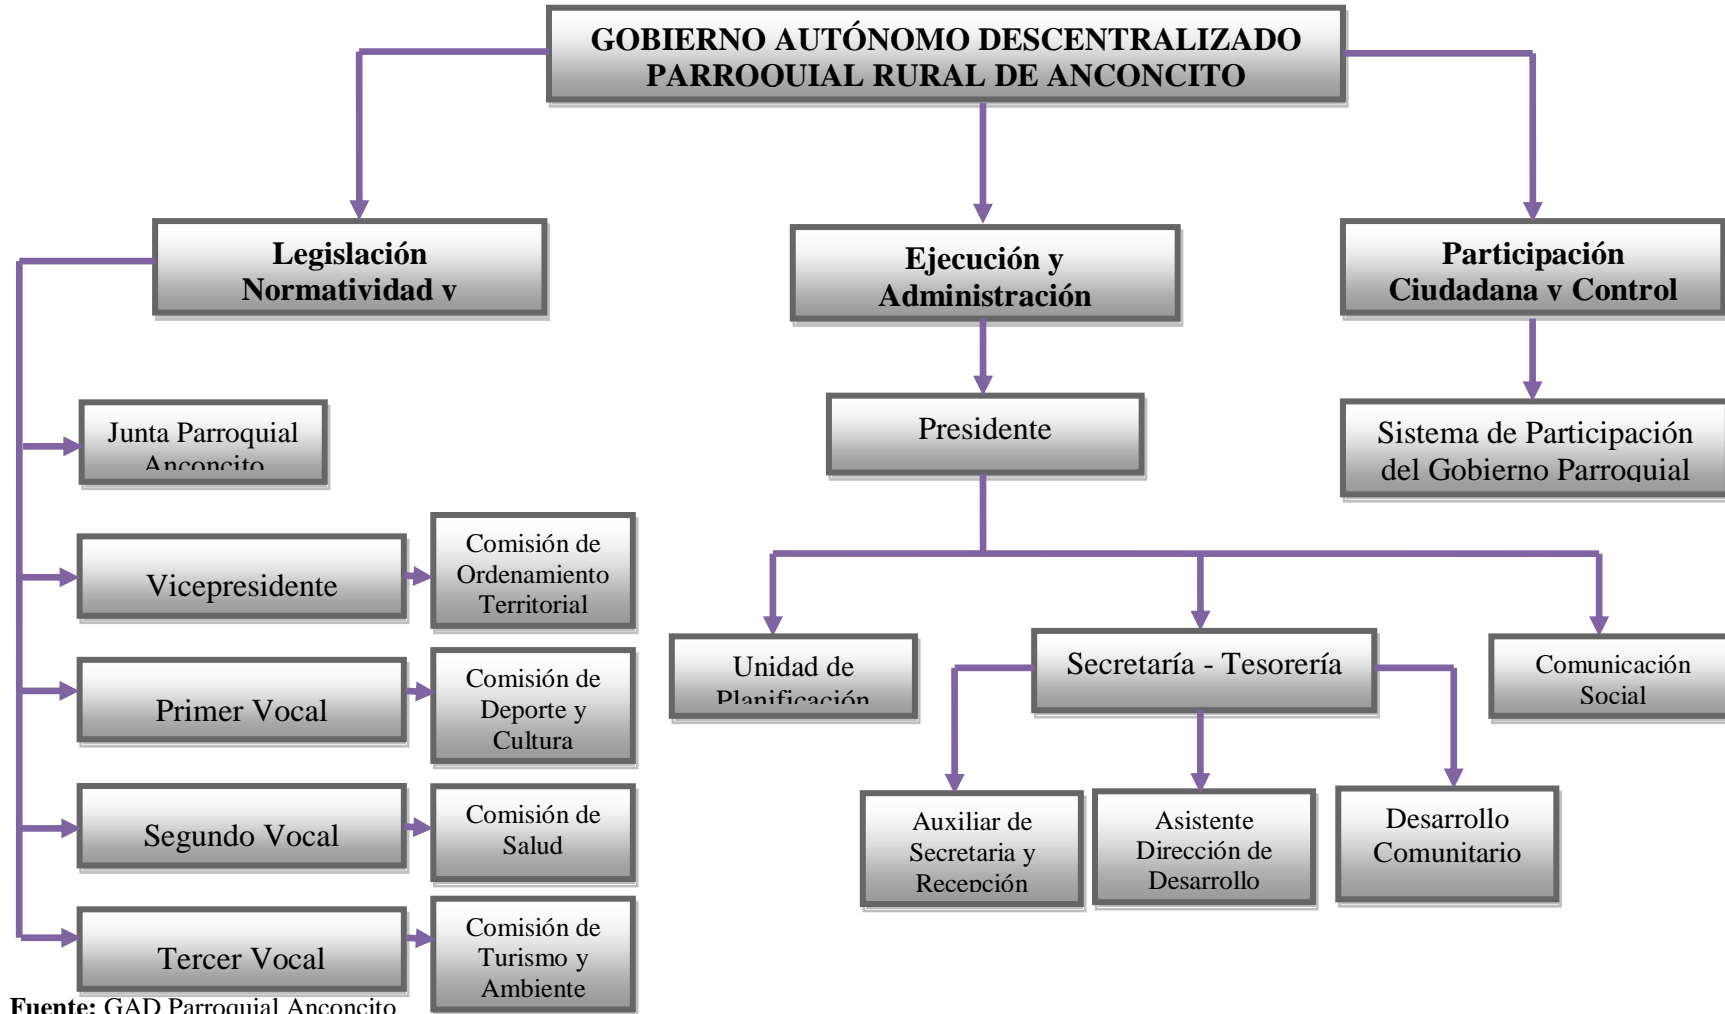 GOBIERNO AUTÓNOMO DESCENTRALIZADO
PARROQUIAL RURAL DE ANCONCITO
Legislación
Normatividad y
Ejecución y
Administración
Participación
Ciudadana y Control
Junta Parroquial
Anconcito
Presidente
Sistema de Participación
del Gobierno Parroquial
Vicepresidente
Comisión de
Ordenamiento
Territorial
Primer Vocal
Comisión de
Deporte y
Cultura
Unidad de
Planificación
Secretaría - Tesorería
Comunicación
Social
Segundo Vocal
Comisión de
Salud
Auxiliar de
Secretaria y
Recepción
Asistente
Dirección de
Desarrollo
Desarrollo
Comunitario
Tercer Vocal
Comisión de
Turismo y
Ambiente
Fuente: GAD Parroquial Anconcito